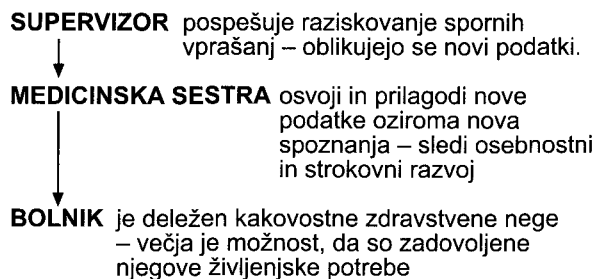 SUPERVIZOR pospešuje raziskovanje spornih
vprašanj – oblikujejo se novi podatki.
MEDICINSKA SESTRA osvoji in prilagodi nove
podatke oziroma nova
spoznanja – sledi osebnostni
in strokovni razvoj
BOLNIK je deležen kakovostne zdravstvene nege
– večja je možnost, da so zadovoljene
njegove življenjske potrebe